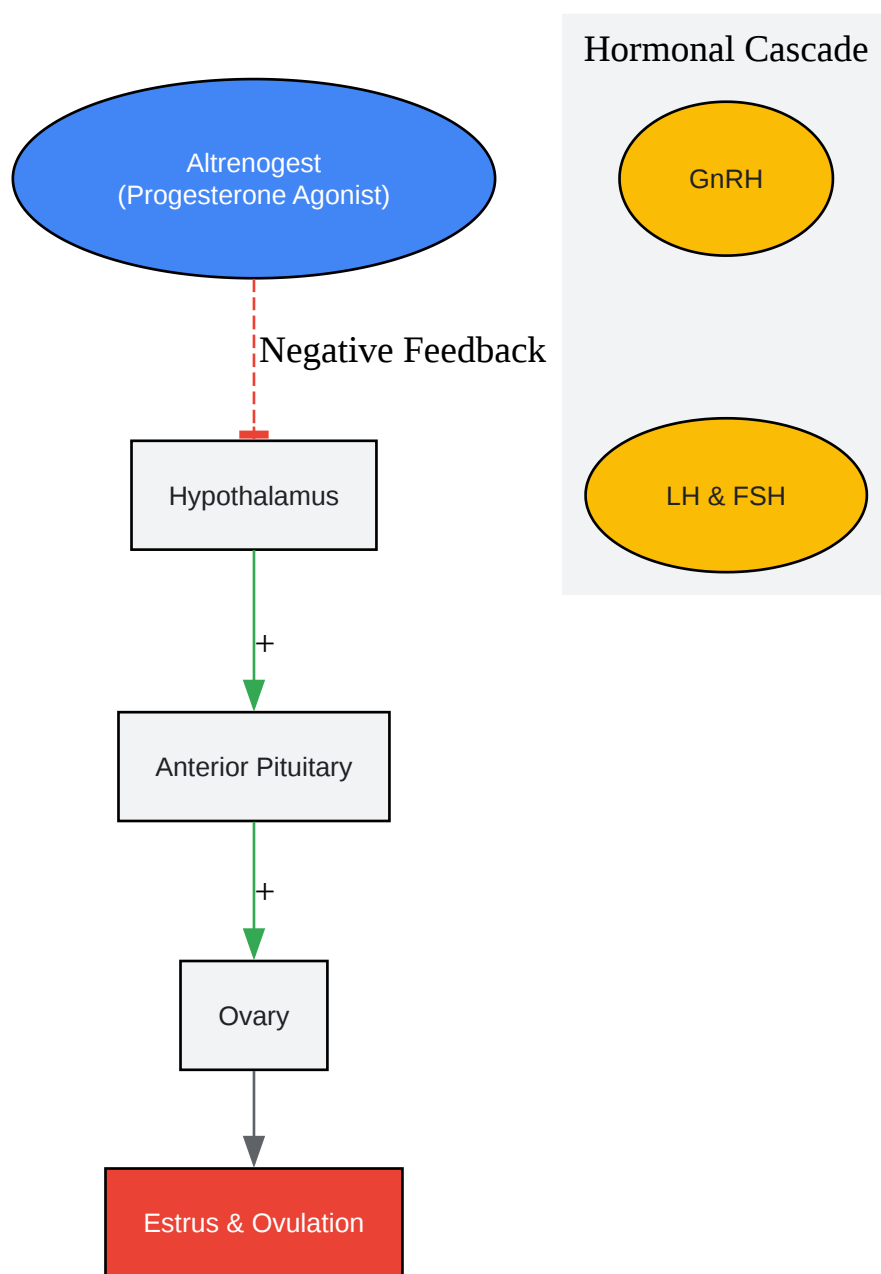 Hormonal Cascade
Altrenogest
(Progesterone Agonist)
GnRH
Negative Feedback
Hypothalamus
LH & FSH
+
Anterior Pituitary
+
Ovary
Estrus & Ovulation